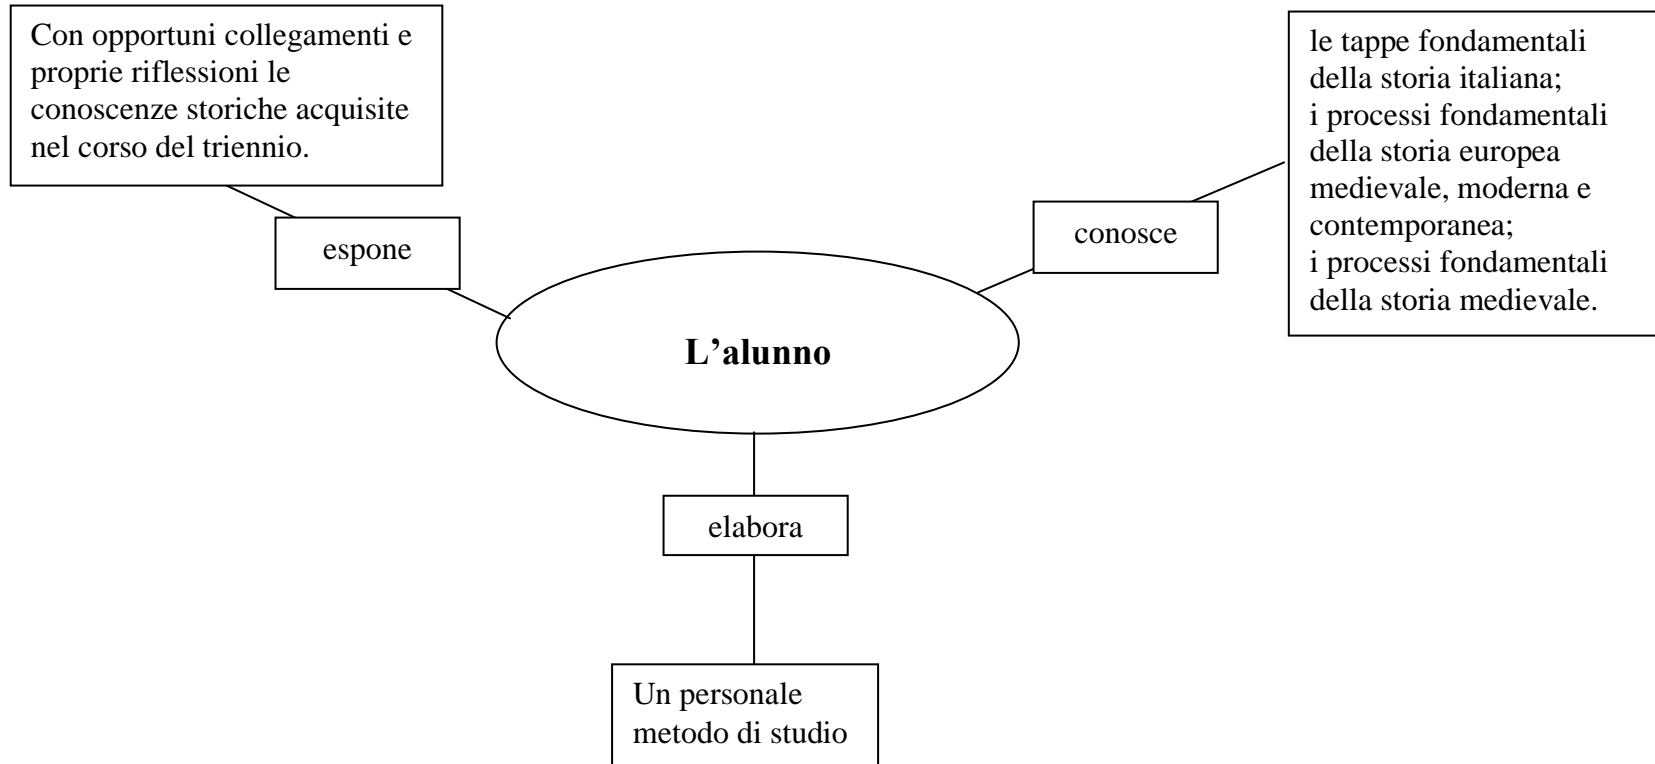 Con opportuni collegamenti e
proprie riflessioni le
conoscenze storiche acquisite
nel corso del triennio.
le tappe fondamentali
della storia italiana;
i processi fondamentali
della storia europea
medievale, moderna e
contemporanea;
i processi fondamentali
della storia medievale.
espone
conosce
L’alunno
elabora
Un personale
metodo di studio